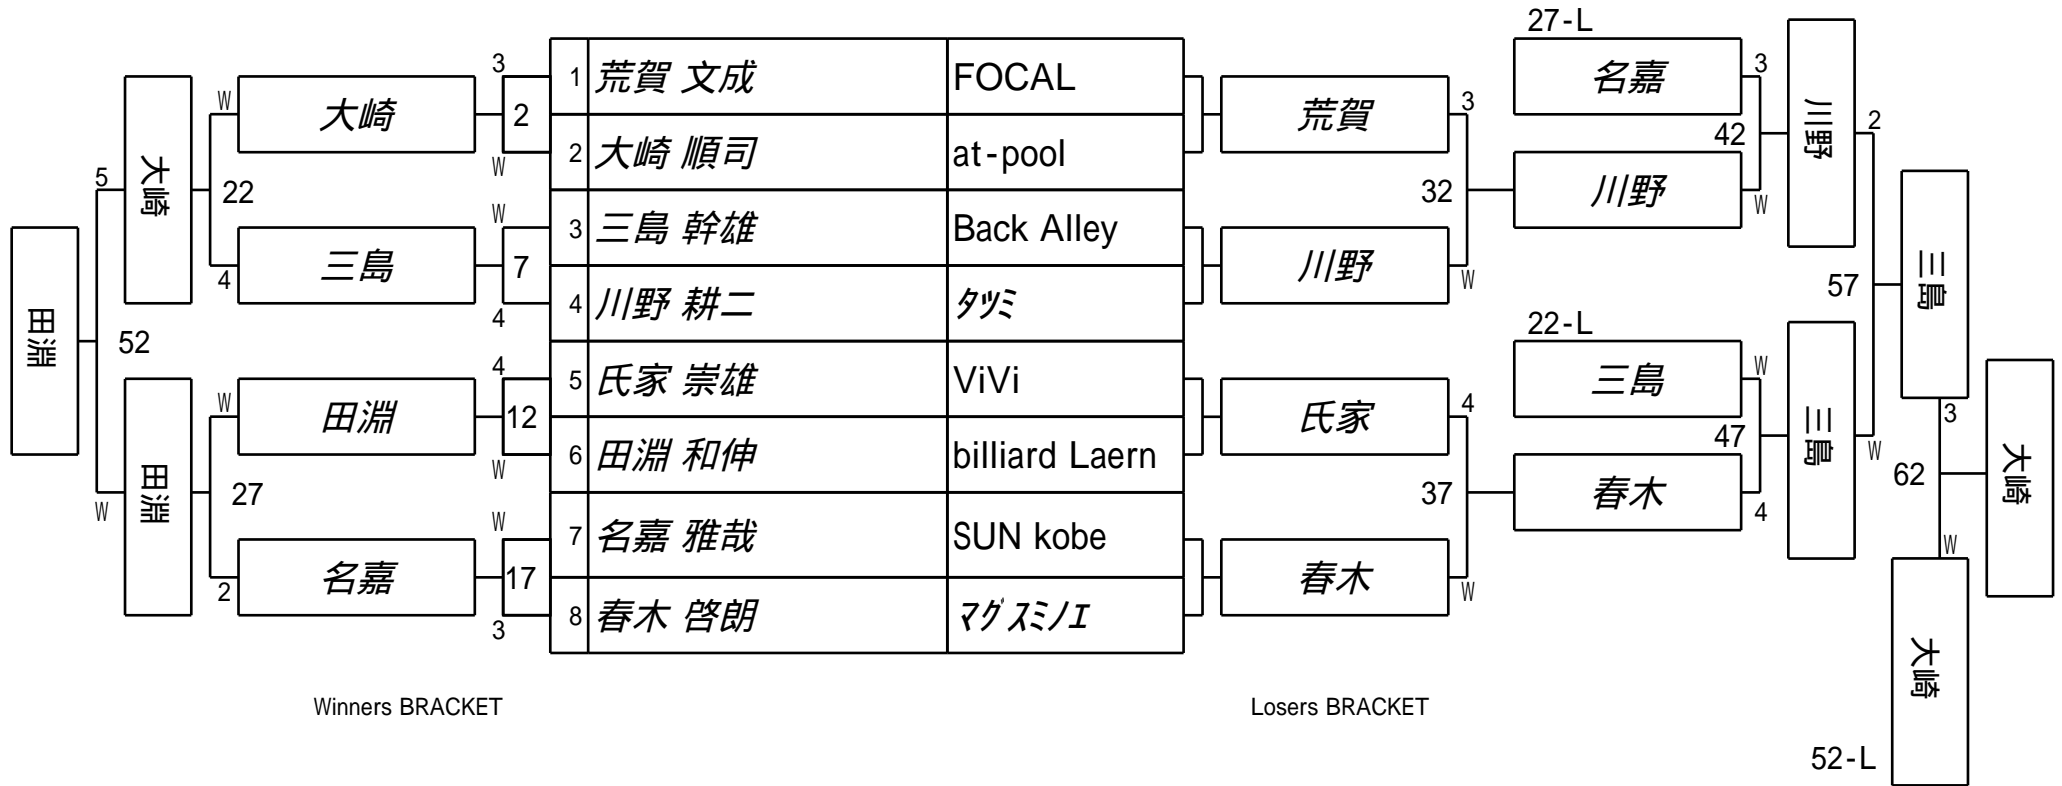 27-L
3
1 荒賀 文成 FOCAL
名嘉
3
W
大崎
2
荒賀
3
川野
2
大崎
2 大崎 順司 at-pool
42
5
22
W
32
川野
W
W
3 三島 幹雄 Back Alley
三島
7
川野
W
三島
4
4 川野 耕二 タツミ
57
4
田淵
52
22-L
4
5 氏家 崇雄 ViVi
三島
W
W
田淵
12
氏家
4
三島
3
大崎
6 田淵 和伸 billiard Laern
47
W
W
62
田淵
27
37
春木
4
W
W
7 名嘉 雅哉 SUN kobe
W
名嘉
17
春木
W
2
8 春木 啓朗 マグスミノエ
3
大崎
Winners BRACKET
Losers BRACKET
52-L